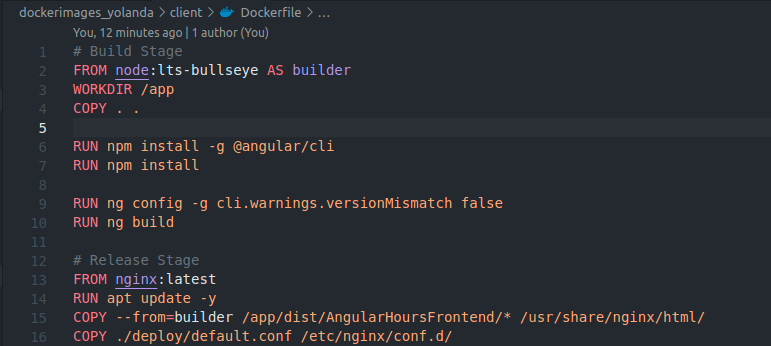 dockerimages_yolanda > client > Dockerfile > ...
You, 12 minutes ago | 1 author (You)
1 # Build Stage
2 FROM node:lts-bullseye AS builder
3 WORKDIR /app
4 COPY . .
5
6 RUN npm install -g @angular/cli
7 RUN npm install
8
9 RUN ng config -g cli.warnings.versionMismatch false
10 RUN ng build
11
12 # Release Stage
13 FROM nginx:latest
14 RUN apt update -y
15 COPY --from=builder /app/dist/AngularHoursFrontend/* /usr/share/nginx/html/
16 COPY ./deploy/default.conf /etc/nginx/conf.d/